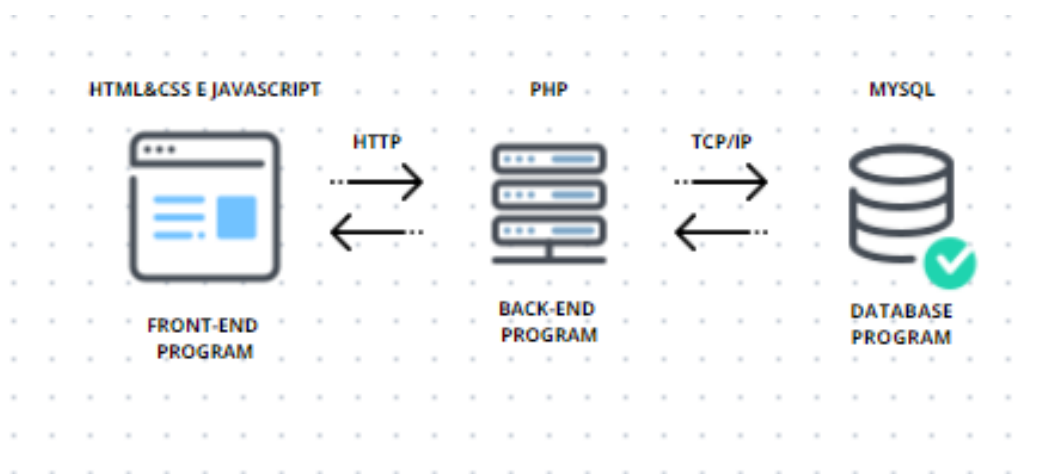 HTML&CSS E JAVASCRIPT
PHP
MYSQL
HTTP
TCP/IP
FRONT-END
PROGRAM
BACK-END
PROGRAM
DATABASE
PROGRAM